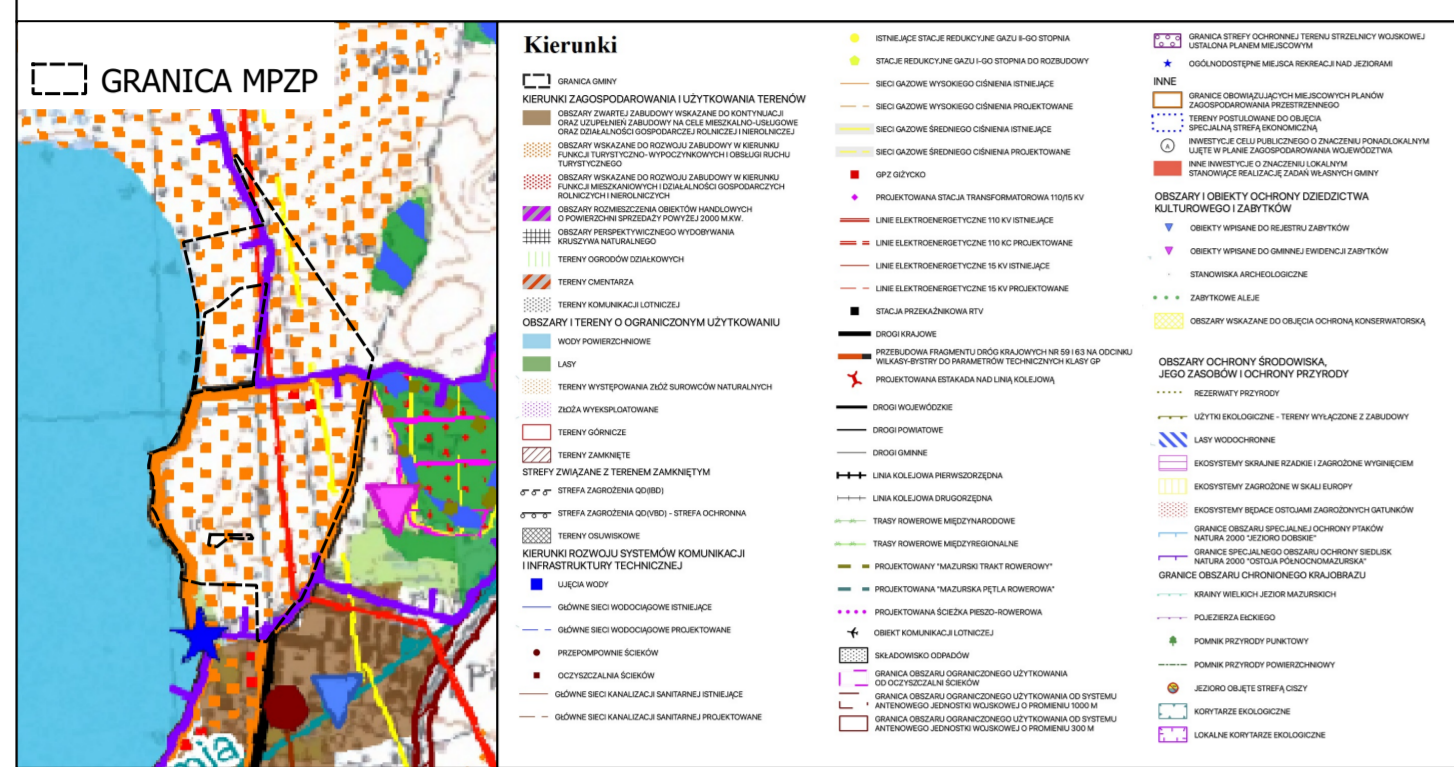 GRANICA MPZP
mja
Kierunki
GRANICA GMINY
KIERUNKI ZAGOSPODAROWANIA I UŻYTKOWANIA TERENÓW
OBSZARY ZWARTEJ ZABUDOWY WSKAZANE DO KONTYNUACJI
ORAZ UZUPEŁNIEŃ ZABUDOWY NA CELE MIESZKALNO-USŁUGOWE
ORAZ DZIAŁALNOŚCI GOSPODARCZEJ ROLNICZEJ I NIEROLNICZEJ
OBSZARY WSKAZANE DO ROZWOJU ZABUDOWY W KIERUNKU
FUNKCJI TURYSTYCZNO- WYPOCZYNKOWYCH I OBSŁUGI RUCHU
TURYSTYCZNEGO
OBSZARY WSKAZANE DO ROZWOJU ZABUDOWY W KIERUNKU
FUNKCJI MIESZKANIOWYCH I DZIAŁALNOŚCI GOSPODARCZYCH
ROLNICZYCH I NIEROLNICZYCH
OBSZARY ROZMIESZCZENIA OBIEKTÓW HANDLOWYCH
O POWIERZCHNI SPRZEDAŻY POWYŻEJ 2000 M.KW.
OBSZARY PERSPEKTYWICZNEGO WYDOBYWANIA
KRUSZYWA NATURALNEGO
TERENY OGRODÓW DZIAŁKOWYCH
TERENY CMENTARZA
TERENY KOMUNIKACJI LOTNICZEJ
OBSZARY I TERENY O OGRANICZONYM UŻYTKOWANIU
WODY POWIERZCHNIOWE
LASY
TERENY WYSTĘPOWANIA ZŁÓŻ SUROWCÓW NATURALNYCH
ZŁOŻA WYEKSPLOATOWANE
TERENY GÓRNICZE
TERENY ZAMKNIĘTE
STREFY ZWIĄZANE Z TERENEM ZAMKNIĘTYM
STREFA ZAGROŻENIA QD(IBD)
STREFA ZAGROŻENIA QD(VBD) - STREFA OCHRONNA
TERENY OSUWISKOWE
KIERUNKI ROZWOJU SYSTEMÓW KOMUNIKACJI
I INFRASTRUKTURY TECHNICZNEJ
UJĘCIA WODY
GŁÓWNE SIECI WODOCIĄGOWE ISTNIEJĄCE
GŁÓWNE SIECI WODOCIĄGOWE PROJEKTOWANE
PRZEPOMPOWNIE ŚCIEKÓW
OCZYSZCZALNIA ŚCIEKÓW
GŁÓWNE SIECI KANALIZACJI SANITARNEJ ISTNIEJĄCE
GŁÓWNE SIECI KANALIZACJI SANITARNEJ PROJEKTOWANE
ISTNIEJĄCE STACJE REDUKCYJNE GAZU II-GO STOPNIA
STACJE REDUKCYJNE GAZU I-GO STOPNIA DO ROZBUDOWY
SIECI GAZOWE WYSOKIEGO CIŚNIENIA ISTNIEJĄCE
SIECI GAZOWE WYSOKIEGO CIŚNIENIA PROJEKTOWANE
SIECI GAZOWE ŚREDNIEGO CIŚNIENIA ISTNIEJĄCE
SIECI GAZOWE ŚREDNIEGO CIŚNIENIA PROJEKTOWANE
GPZ GIŻYCKO
PROJEKTOWANA STACJA TRANSFORMATOROWA 110/15 KV
LINIE ELEKTROENERGETYCZNE 110 KV ISTNIEJĄCE
LINIE ELEKTROENERGETYCZNE 110 KC PROJEKTOWANE
LINIE ELEKTROENERGETYCZNE 15 KV ISTNIEJĄCE
LINIE ELEKTROENERGETYCZNE 15 KV PROJEKTOWANE
STACJA PRZEKAŹNIKOWA RTV
DROGI KRAJOWE
PRZEBUDOWA FRAGMENTU DRÓG KRAJOWYCH NR 59 I 63 NA ODCINKU
WILKASY-BYSTRY DO PARAMETRÓW TECHNICZNYCH KLASY GP
PROJEKTOWANA ESTAKADA NAD LINIĄ KOLEJOWĄ
DROGI WOJEWÓDZKIE
DROGI POWIATOWE
DROGI GMINNE
LINIA KOLEJOWA PIERWSZORZĘDNA
LINIA KOLEJOWA DRUGORZĘDNA
TRASY ROWEROWE MIĘDZYNARODOWE
TRASY ROWEROWE MIĘDZYREGIONALNE
PROJEKTOWANY "MAZURSKI TRAKT ROWEROWY"
PROJEKTOWANA "MAZURSKA PĘTLA ROWEROWA"
PROJEKTOWANA ŚCIEŻKA PIESZO-ROWEROWA
OBIEKT KOMUNIKACJI LOTNICZEJ
SKŁADOWISKO ODPADÓW
GRANICA OBSZARU OGRANICZONEGO UŻYTKOWANIA
OD OCZYSZCZALNI ŚCIEKÓW
GRANICA OBSZARU OGRANICZONEGO UŻYTKOWANIA OD SYSTEMU
ANTENOWEGO JEDNOSTKI WOJSKOWEJ O PROMIENIU 1000 M
GRANICA OBSZARU OGRANICZONEGO UŻYTKOWANIA OD SYSTEMU
ANTENOWEGO JEDNOSTKI WOJSKOWEJ O PROMIENIU 300 M
GRANICA STREFY OCHRONNEJ TERENU STRZELNICY WOJSKOWEJ
USTALONA PLANEM MIEJSCOWYM
OGÓLNODOSTĘPNE MIEJSCA REKREACJI NAD JEZIORAMI
INNE
GRANICE OBOWIĄZUJĄCYCH MIEJSCOWYCH PLANÓW
ZAGOSPODAROWANIA PRZESTRZENNEGO
TERENY POSTULOWANE DO OBJĘCIA
SPECJALNĄ STREFĄ EKONOMICZNĄ
A
INWESTYCJE CELU PUBLICZNEGO O ZNACZENIU PONADLOKALNYM
UJĘTE W PLANIE ZAGOSPODAROWANIA WOJEWÓDZTWA
INNE INWESTYCJE O ZNACZENIU LOKALNYM
STANOWIĄCE REALIZACJĘ ZADAŃ WŁASNYCH GMINY
OBSZARY I OBIEKTY OCHRONY DZIEDZICTWA
KULTUROWEGO I ZABYTKÓW
OBIEKTY WPISANE DO REJESTRU ZABYTKÓW
OBIEKTY WPISANE DO GMINNEJ EWIDENCJI ZABYTKÓW
STANOWISKA ARCHEOLOGICZNE
ZABYTKOWE ALEJE
OBSZARY WSKAZANE DO OBJĘCIA OCHRONĄ KONSERWATORSKĄ
OBSZARY OCHRONY ŚRODOWISKA,
JEGO ZASOBÓW I OCHRONY PRZYRODY
REZERWATY PRZYRODY
UŻYTKI EKOLOGICZNE - TERENY WYŁĄCZONE Z ZABUDOWY
LASY WODOCHRONNE
EKOSYSTEMY SKRAJNIE RZADKIE I ZAGROŻONE WYGINIĘCIEM
EKOSYSTEMY ZAGROŻONE W SKALI EUROPY
EKOSYSTEMY BĘDACE OSTOJAMI ZAGROŻONYCH GATUNKÓW
GRANICE OBSZARU SPECJALNEJ OCHRONY PTAKÓW
NATURA 2000 "JEZIORO DOBSKIE"
GRANICE SPECJALNEGO OBSZARU OCHRONY SIEDLISK
NATURA 2000 "OSTOJA PÓŁNOCNOMAZURSKA"
GRANICE OBSZARU CHRONIONEGO KRAJOBRAZU
KRAINY WIELKICH JEZIOR MAZURSKICH
POJEZIERZA EŁCKIEGO
POMNIK PRZYRODY PUNKTOWY
POMNIK PRZYRODY POWIERZCHNIOWY
JEZIORO OBJĘTE STREFĄ CISZY
KORYTARZE EKOLOGICZNE
LOKALNE KORYTARZE EKOLOGICZNE